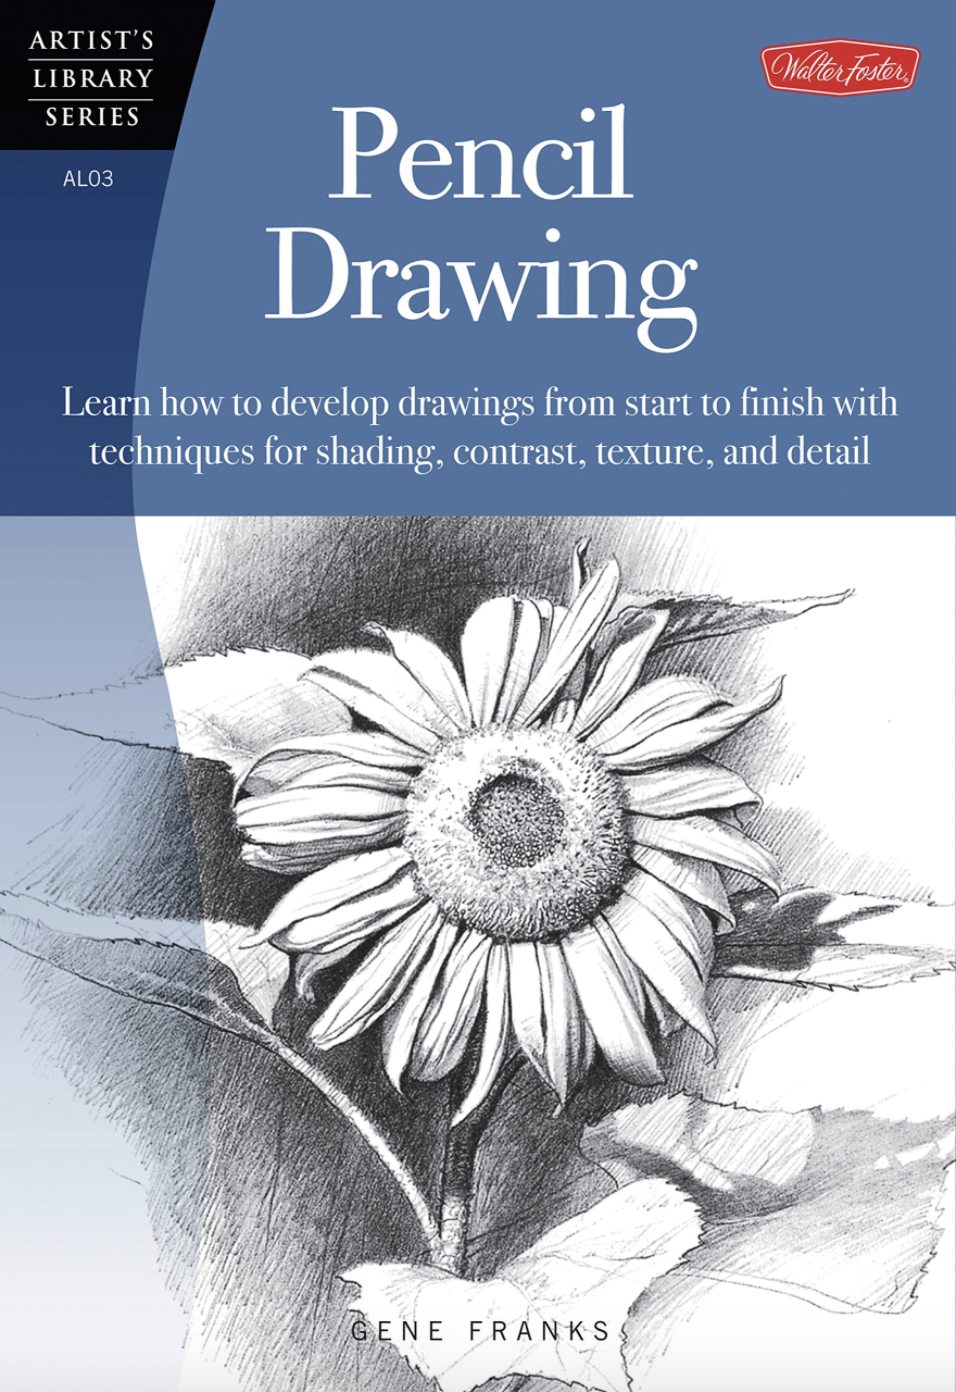 ARTIST'S
LIBRARY
SERIES
AL03
Walter Foster®
Pencil
Drawing
Learn how to develop drawings from start to finish with
techniques for shading, contrast, texture, and detail
GENE FRANKS